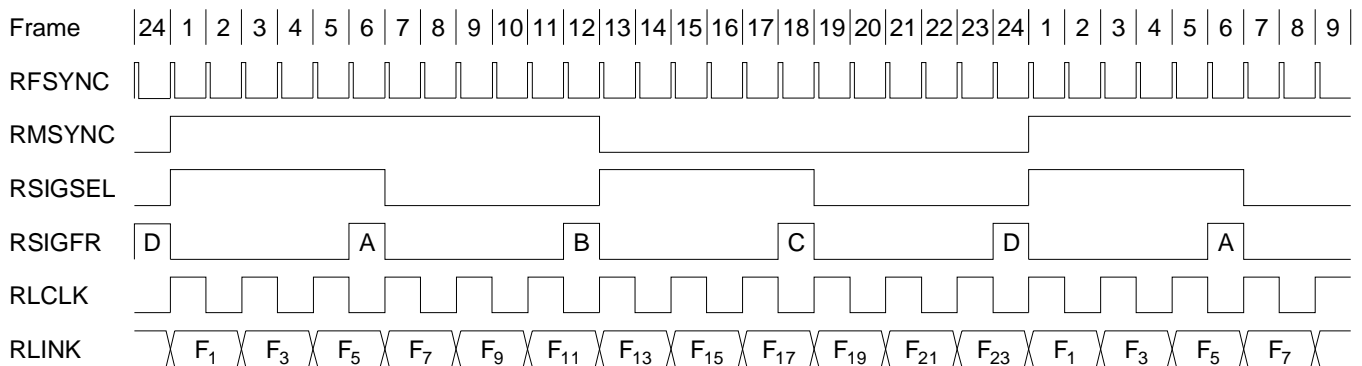 Frame 24 1 2 3 4 5 6 7 8 9 10 11 12 13 14 15 16 17 18 19 20 21 22 23 24 1 2 3 4 5 6 7 8 9
RFSYNC
RMSYNC
RSIGSEL
RSIGFR D A B C D A
RLCLK
RLINK F₁ F₃ F₅ F₇ F₉ F₁₁ F₁₃ F₁₅ F₁₇ F₁₉ F₂₁ F₂₃ F₁ F₃ F₅ F₇